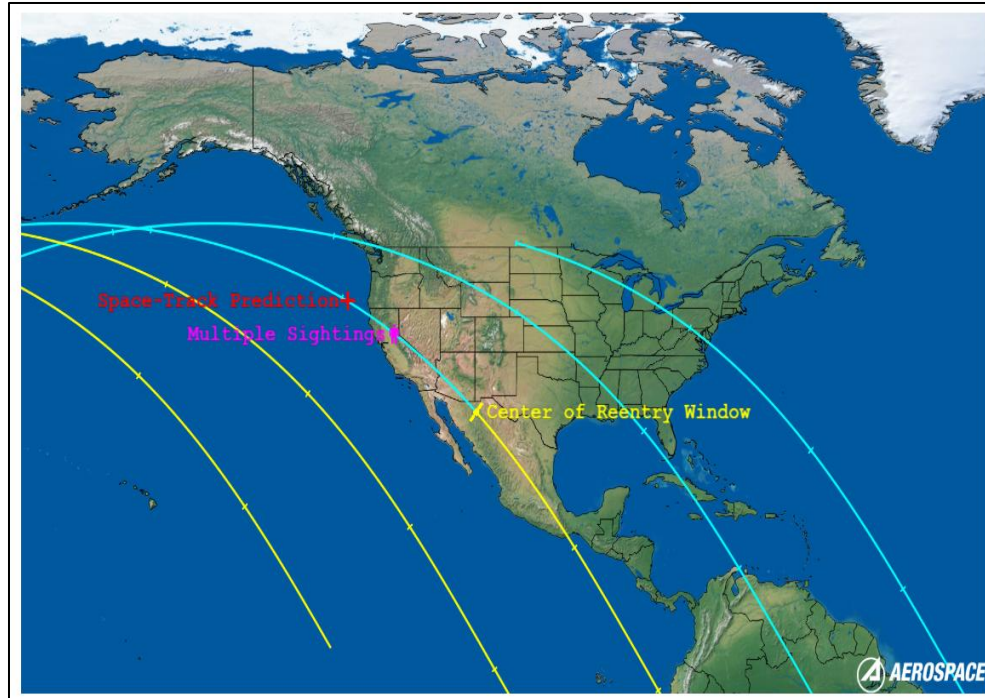 Space-Track Prediction
Multiple Sightings
Center of Reentry Window
AEROSPACE